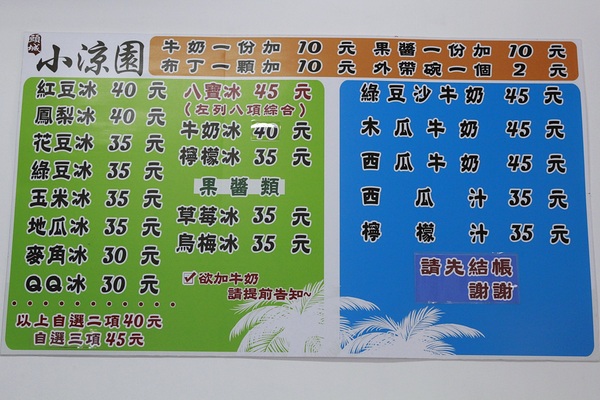 頭城
小涼園
牛奶一份加 10 元 果醬一份加 10 元
布丁一顆加 10 元 外帶碗一個 2 元
紅豆冰 40 元
鳳梨冰 40 元
花豆冰 35 元
綠豆冰 35 元
玉米冰 35 元
地瓜冰 35 元
麥角冰 30 元
QQ冰 30 元
以上自選二項40元
自選三項45元
八寶冰 45 元
(左列八項綜合)
牛奶冰 40 元
檸檬冰 35 元
果醬類
草莓冰 35 元
烏梅冰 35 元
欲加牛奶
請提前告知~
綠豆沙牛奶 45 元
木瓜牛奶 45 元
西瓜牛奶 45 元
西瓜汁 35 元
檸檬汁 35 元
請先結帳
謝謝